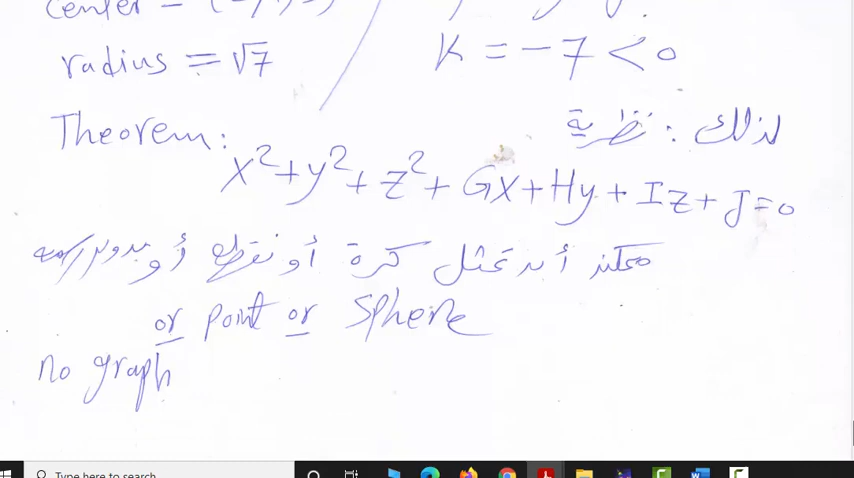 radius = √7
K = -7 < 0
Theorem:
لذلك: نظرية
x² + y² + z² + Gx + Hy + Iz + J = 0
ممكن أن تمثل كرة أو نقطة أو بدون رسمه
or point or Sphere
no graph
Type here to search